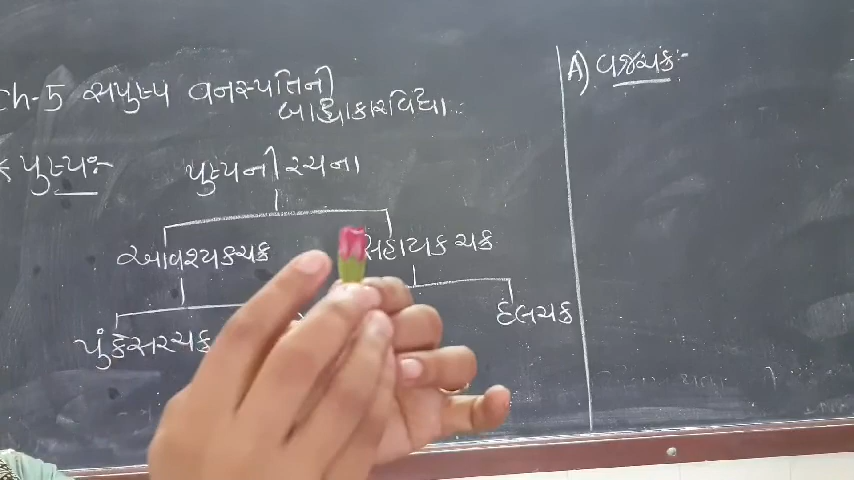 Ch-5 સપુષ્પ વનસ્પતિની
બાહ્યાકારવિદ્યા :
* પુષ્પ:-
પુષ્પની રચના
આવશ્યકચક્ર
સહાયક ચક્ર
પુંકેસરચક્ર
દલચક્ર
A) વજ્રચક્ર:-